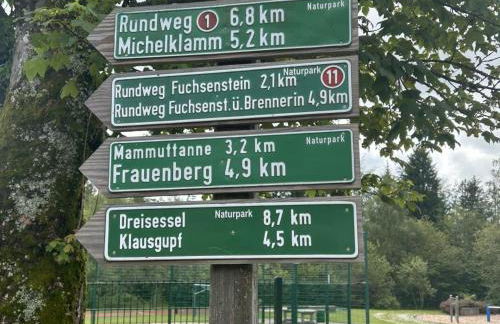 Naturpark
Rundweg 1 6,8 km
Michelklamm 5,2 km
Naturpark 11
Rundweg Fuchsenstein 2,1 km
Rundweg Fuchsenst.ü.Brennerin 4,9 km
Mammuttanne 3,2 km Naturpark
Frauenberg 4,9 km
Dreisessel Naturpark 8,7 km
Klausgupf 4,5 km